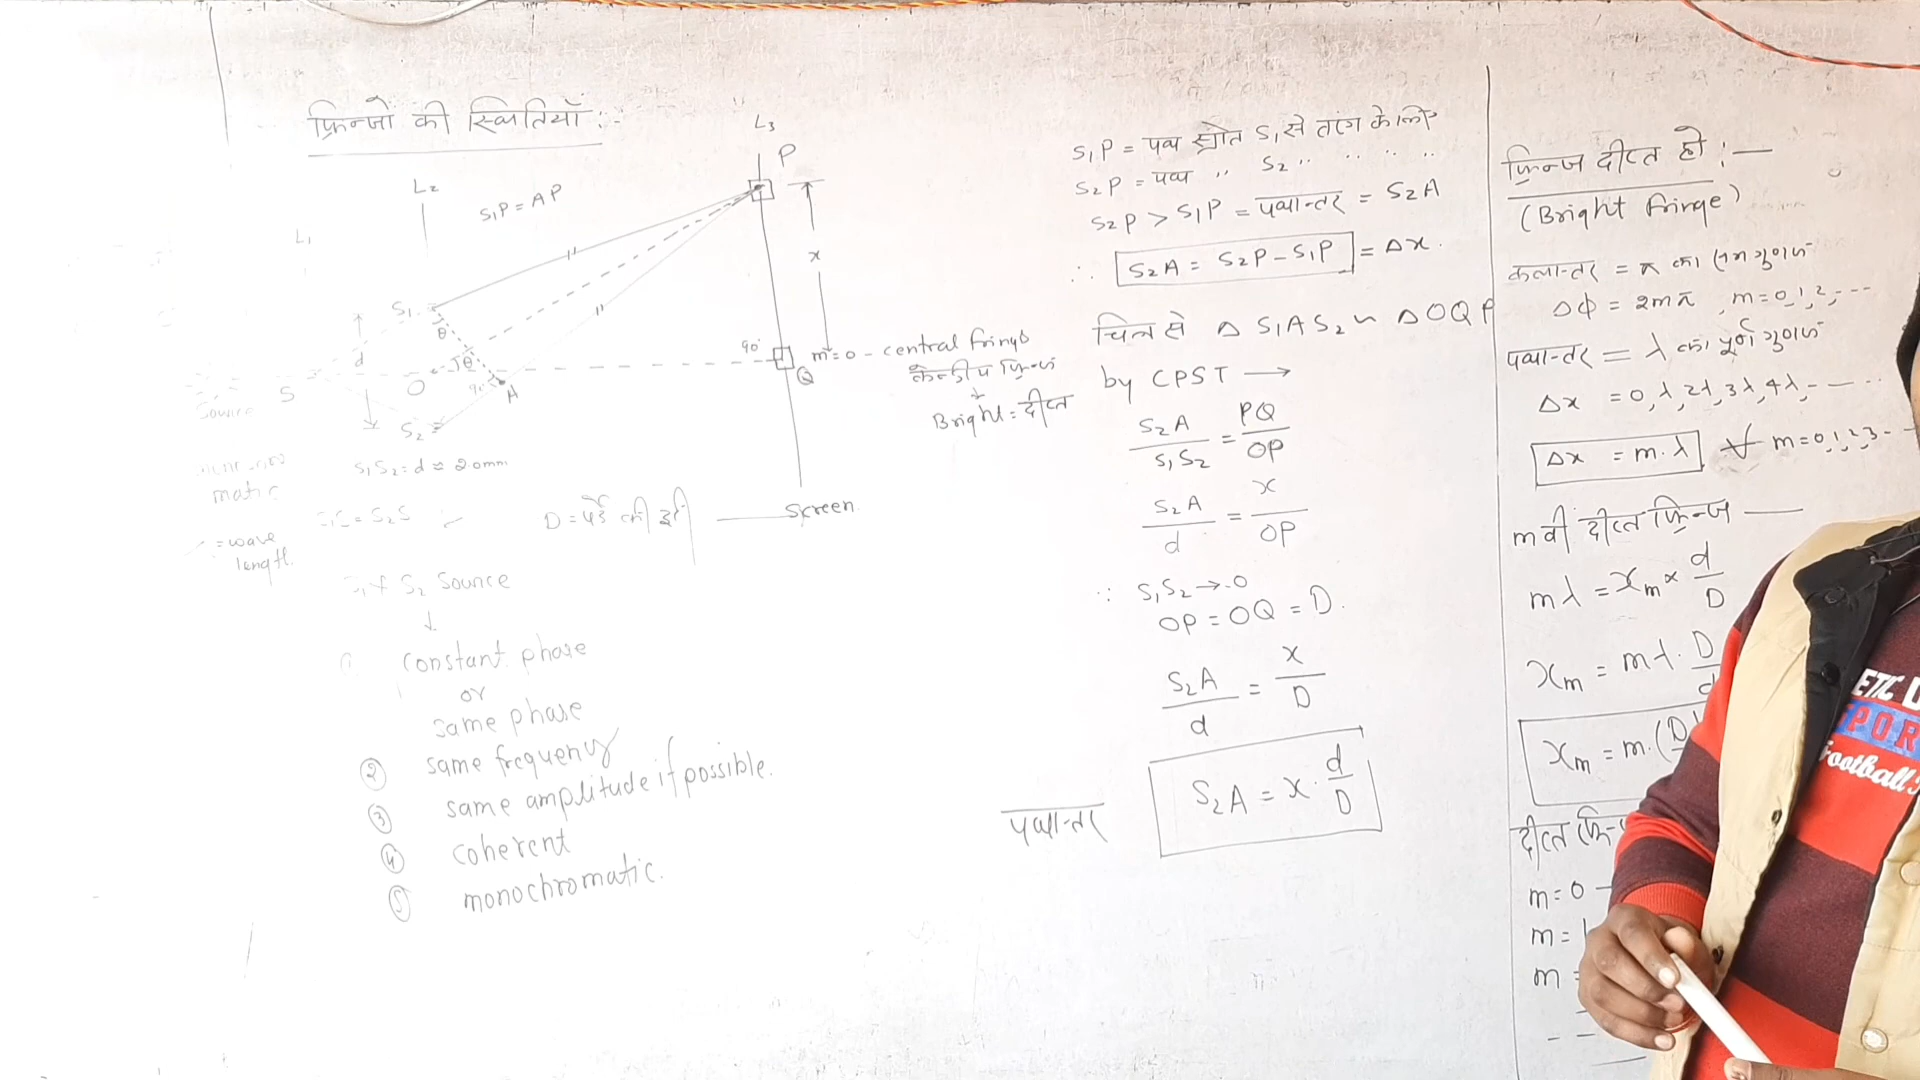 फ्रिन्जो की स्थितियाँ :-
L3
P
L2
S1P = AP
L1
x
S1
θ
d
90°
m=0 - central fringe
O
θ
Q
केन्द्रीय फ्रिन्ज
S
90°
A
↓
Source
Bright = दीप्त
S2
S1S2 = d ≈ 20mm
matic
= S2S
D = पर्दे की दूरी
Screen
= wave
length.
S2 Source
↓
constant phase
or
same phase
② same frequency
③ same amplitude if possible.
④ coherent
⑤ monochromatic.
S1P = पथ स्रोत S1 से तरंग के लिए
S2P = पथ ,, S2 ,, ,, ,, ,,
S2P > S1P = पथान्तर = S2A
∴ S2A = S2P - S1P = Δx.
चित्र से Δ S1AS2 ~ Δ OQP
by CPST →
S2A/S1S2 = PQ/OP
S2A/d = x/OP
∵ S1S2 → 0
OP = OQ = D.
S2A/d = x/D
पथान्तर S2A = x · d/D
फ्रिन्ज दीप्त हो :—
(Bright fringe)
कलान्तर = π का सम गुणज
Δφ = 2mπ, m=0,1,2,---
पथान्तर = λ का पूर्ण गुणज
Δx = 0, λ, 2λ, 3λ, 4λ, - — ...
Δx = m.λ ∀ m=0,1,2,3- -
m वी दीप्त फ्रिन्ज —
mλ = xm × d/D
xm = mλ · D/d
xm = m.(D
दीप्त
m=0 -
m=1
m=